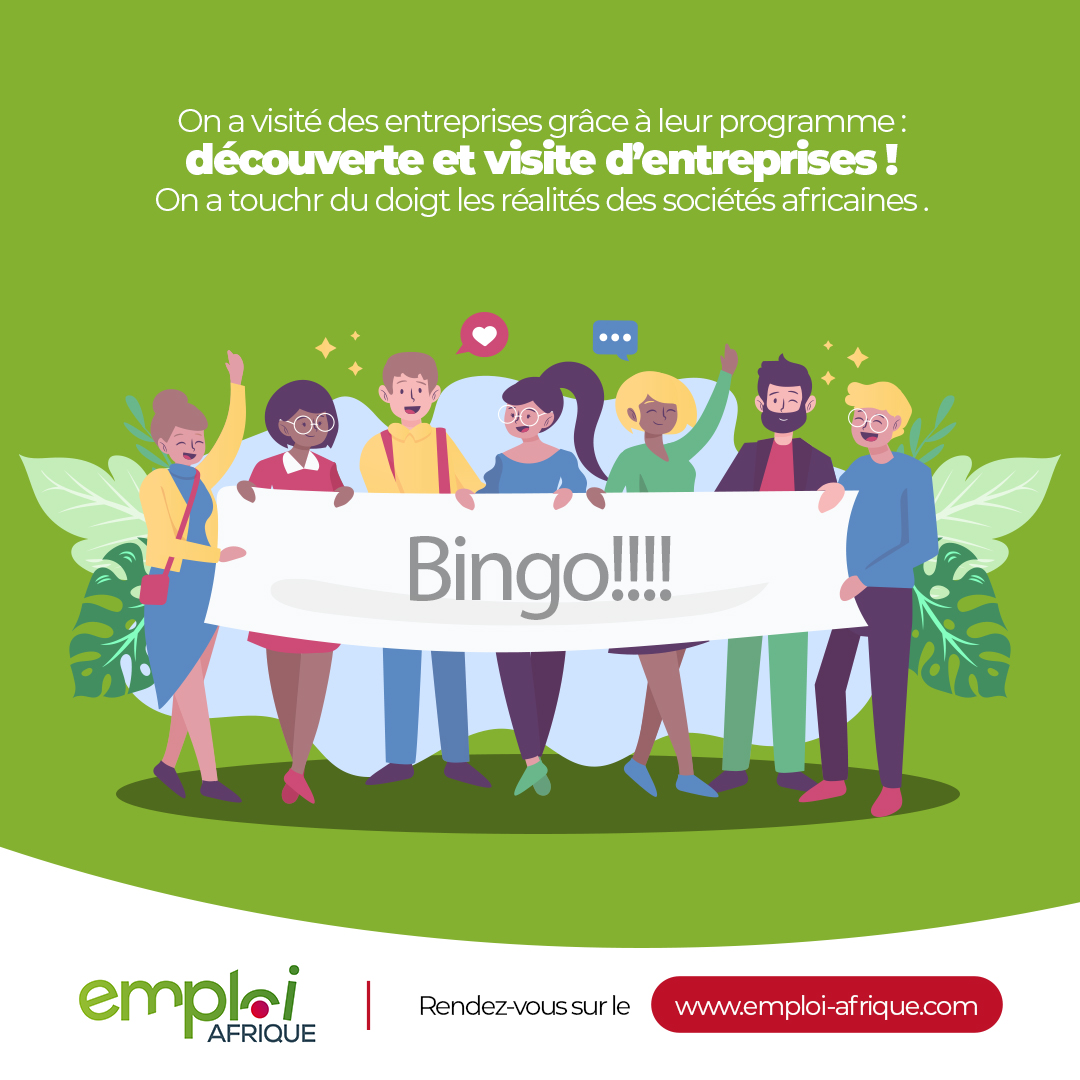 On a visité des entreprises grâce à leur programme :
découverte et visite d'entreprises !
On a touchr du doigt les réalités des sociétés africaines .
Bingo!!!!
emploi
AFRIQUE
Rendez-vous sur le
www.emploi-afrique.com